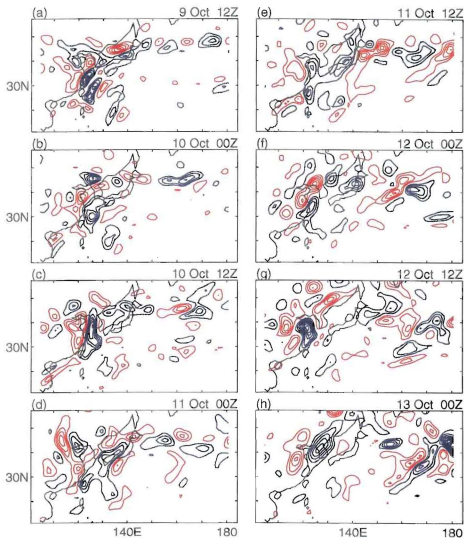 (a) 9 Oct 12Z
30N
(b) 10 Oct 00Z
30N
(c) 10 Oct 12Z
30N
(d) 11 Oct 00Z
30N
140E 180
(e) 11 Oct 12Z
(f) 12 Oct 00Z
(g) 12 Oct 12Z
(h) 13 Oct 00Z
140E 180